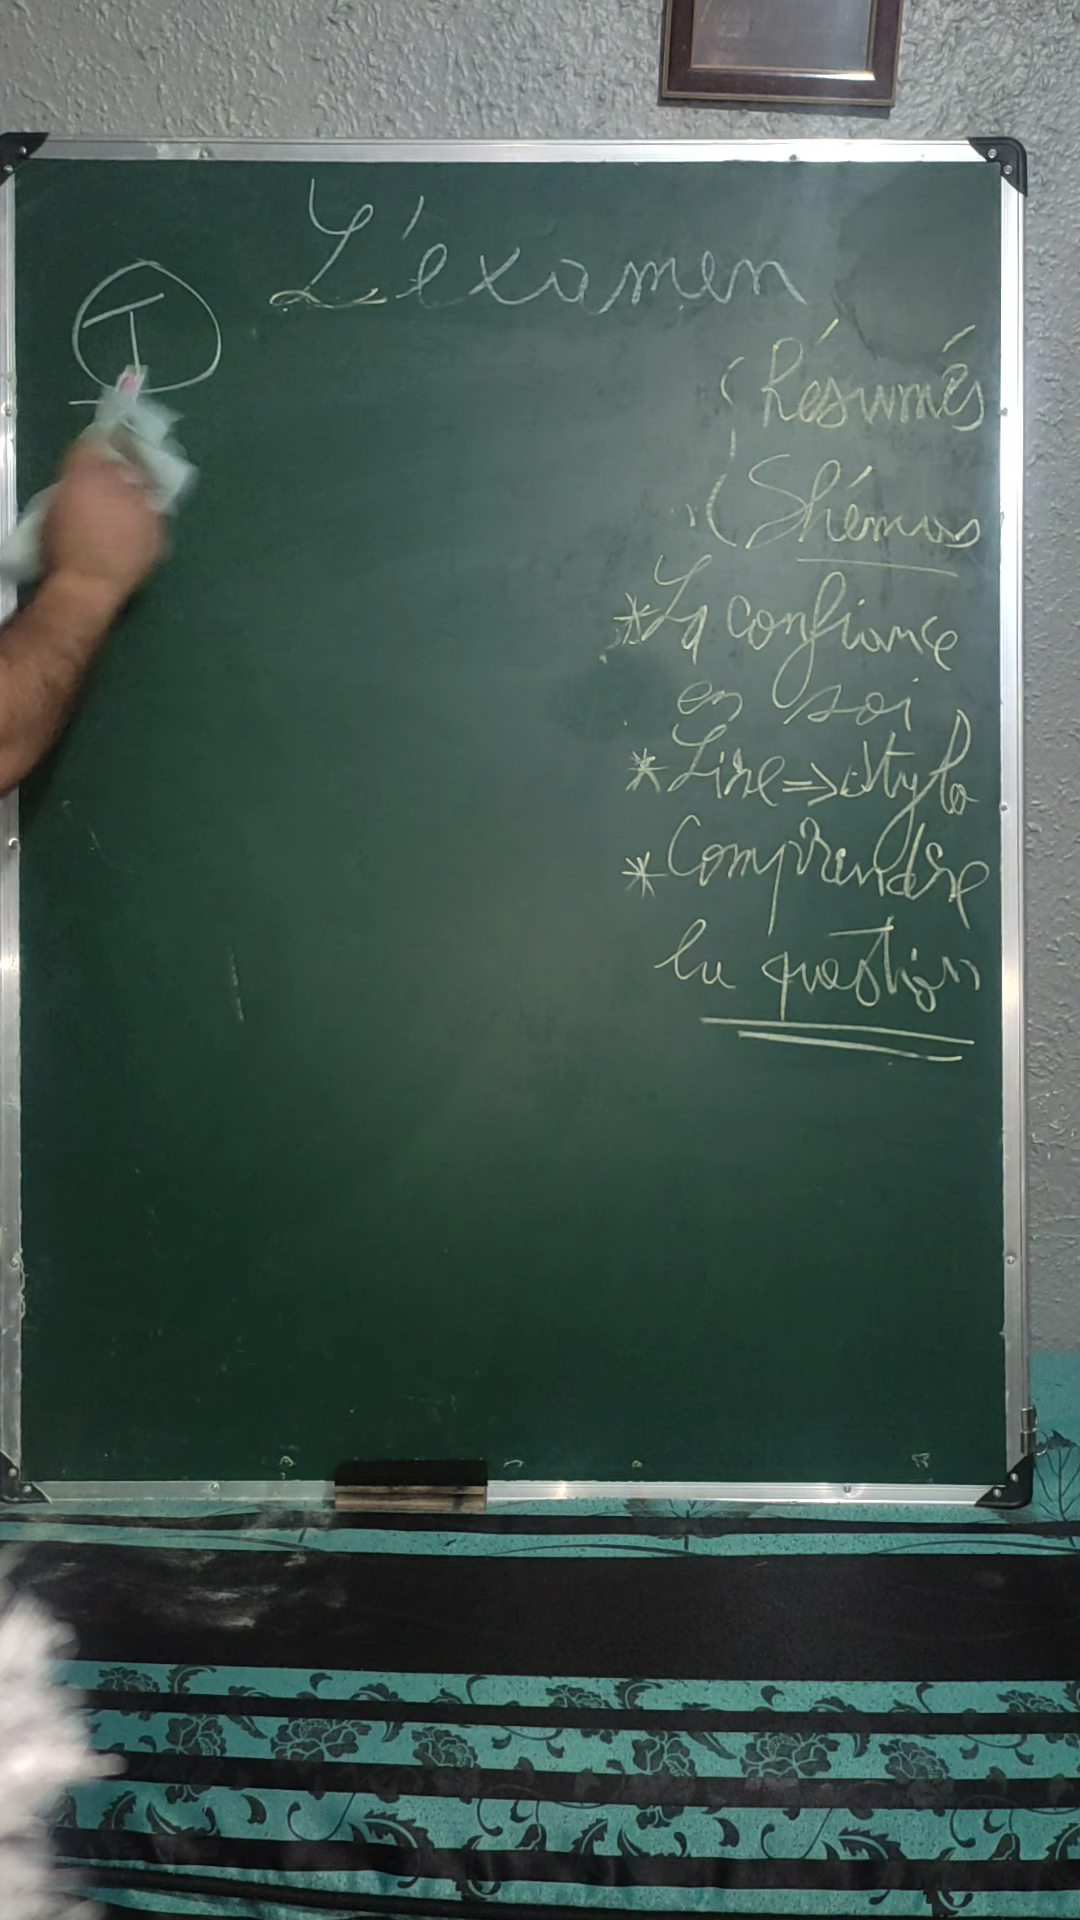 L'éxamen
I
Résumés
Shémas
* La confiance
en soi
* Lire => stylo
* Comprendre
la question